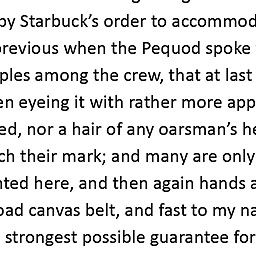 by Starbuck's order to accommod
previous when the Pequod spoke
ples among the crew, that at last
en eyeing it with rather more app
ed, nor a hair of any oarsman's he
ch their mark; and many are only
nted here, and then again hands a
oad canvas belt, and fast to my na
strongest possible guarantee for